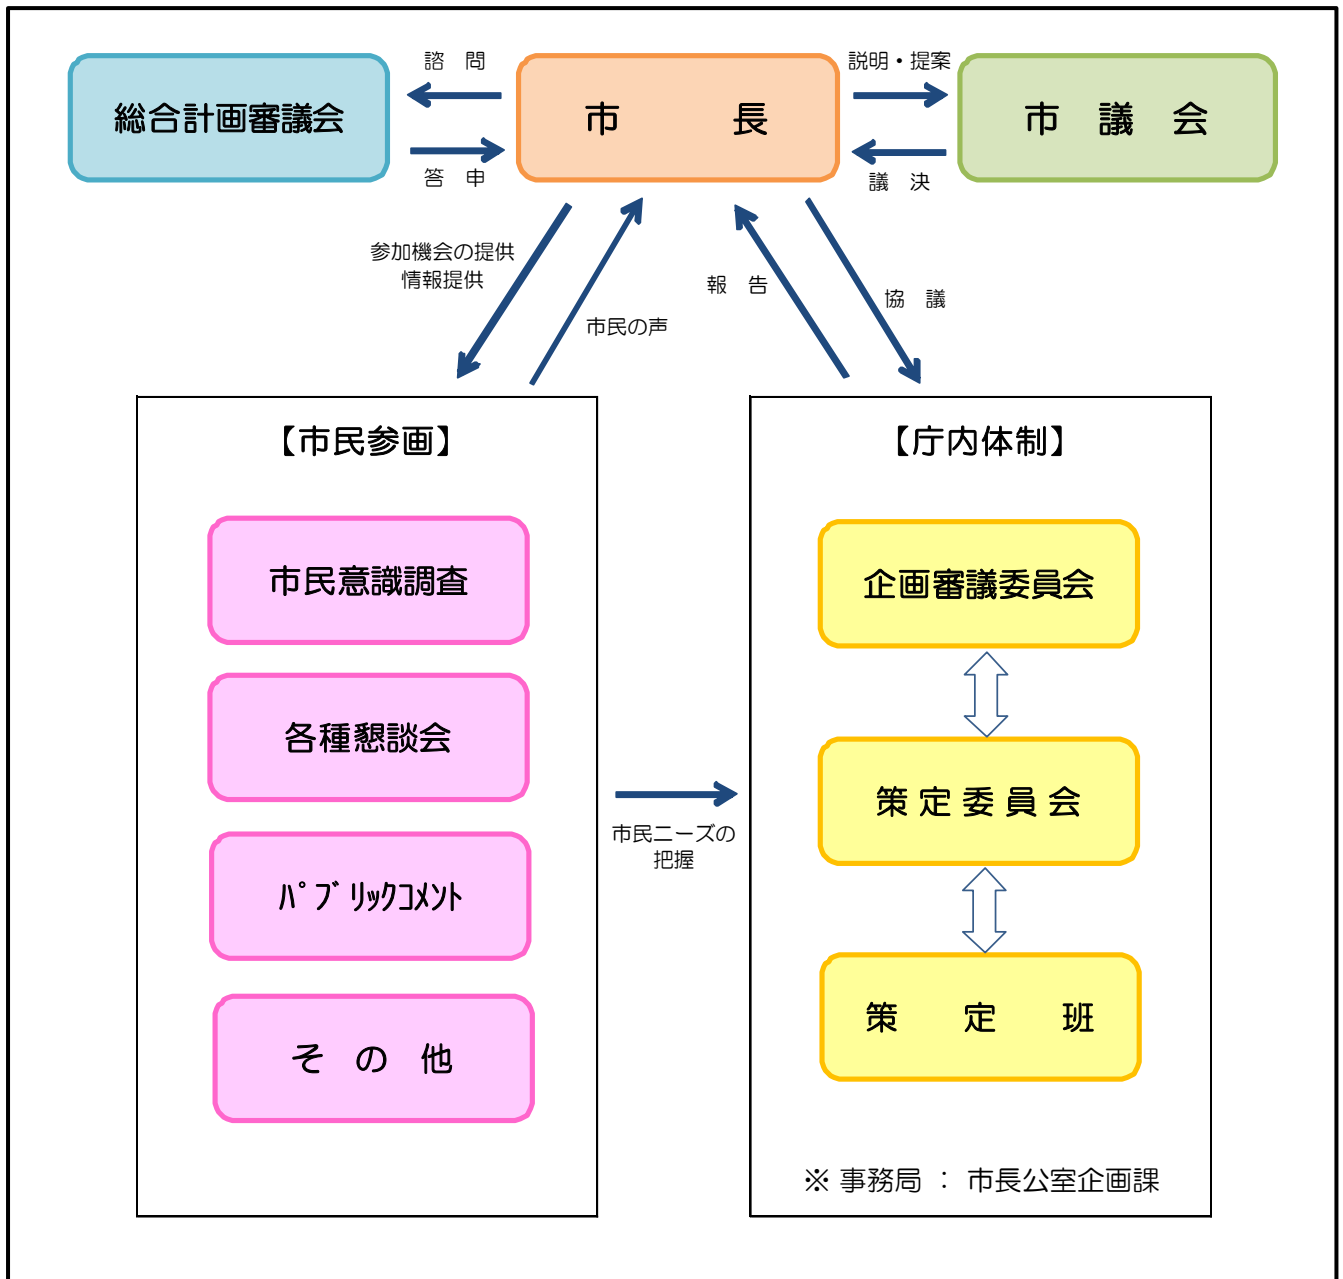 諮　問
説明・提案
総合計画審議会
市　長
市　議　会
答　申
議　決
参加機会の提供
情報提供
市民の声
報　告
協　議
【市民参画】
市民意識調査
各種懇談会
ﾊﾟﾌﾞﾘｯｸｺﾒﾝﾄ
そ　の　他
市民ニーズの
把握
【庁内体制】
企画審議委員会
策定委員会
策　定　班
※ 事務局 ： 市長公室企画課